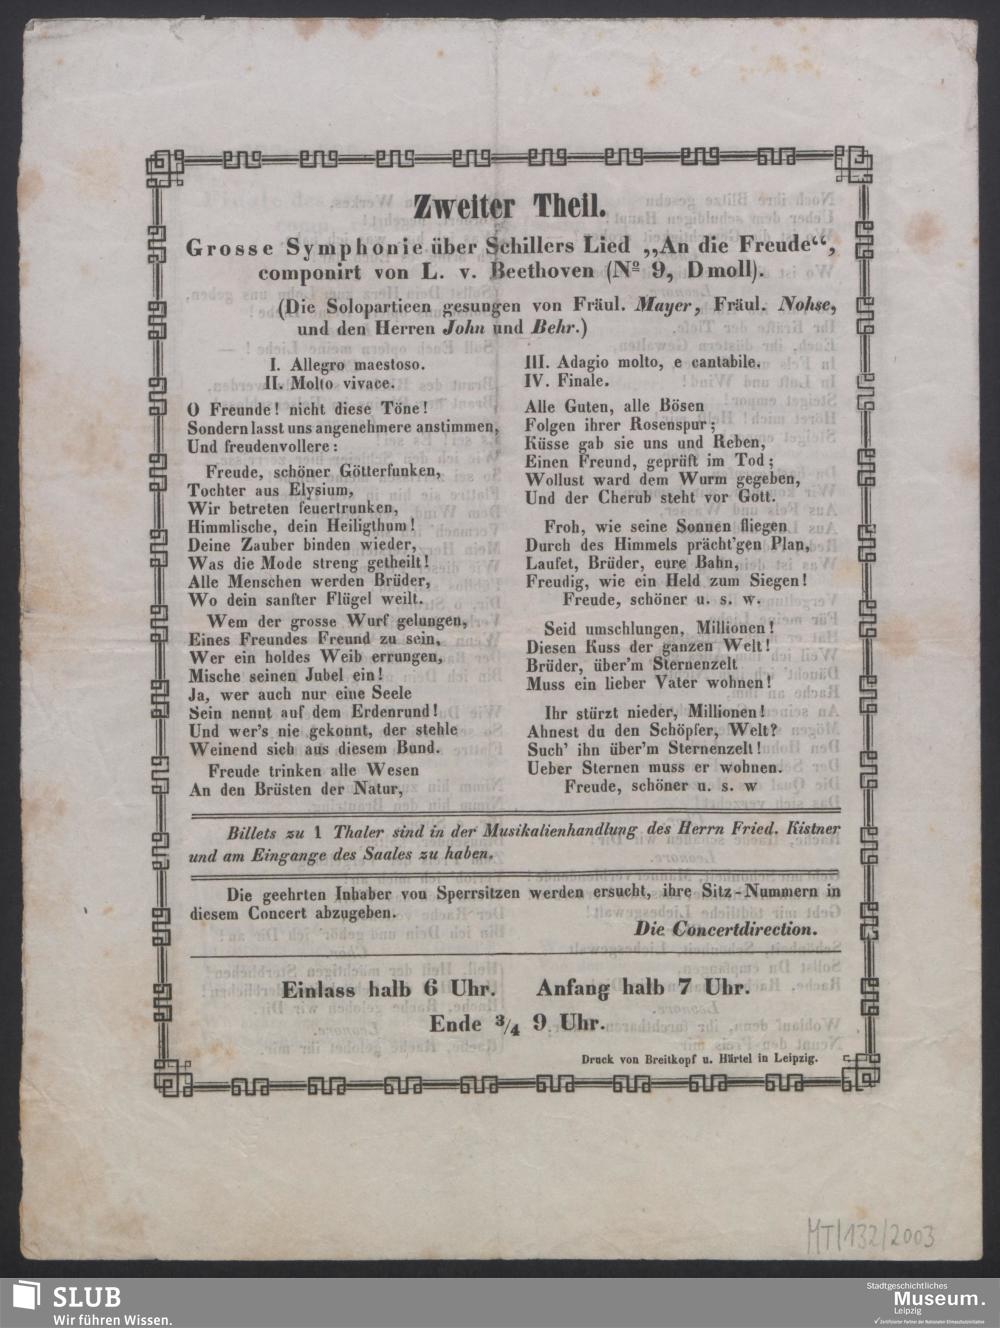 Zweiter Theil.
Grosse Symphonie über Schillers Lied „An die Freude“,
componirt von L. v. Beethoven (Nº 9, D moll).
(Die Solopartieen gesungen von Fräul. Mayer, Fräul. Nohse,
und den Herren John und Behr.)
I. Allegro maestoso.
II. Molto vivace.
O Freunde! nicht diese Töne!
Sondern lasst uns angenehmere anstimmen,
Und freudenvollere:
Freude, schöner Götterfunken,
Tochter aus Elysium,
Wir betreten feuertrunken,
Himmlische, dein Heiligthum!
Deine Zauber binden wieder,
Was die Mode streng getheilt!
Alle Menschen werden Brüder,
Wo dein sanfter Flügel weilt.
Wem der grosse Wurf gelungen,
Eines Freundes Freund zu sein,
Wer ein holdes Weib errungen,
Mische seinen Jubel ein!
Ja, wer auch nur eine Seele
Sein nennt auf dem Erdenrund!
Und wer's nie gekonnt, der stehle
Weinend sich aus diesem Bund.
Freude trinken alle Wesen
An den Brüsten der Natur,
III. Adagio molto, e cantabile.
IV. Finale.
Alle Guten, alle Bösen
Folgen ihrer Rosenspur;
Küsse gab sie uns und Reben,
Einen Freund, geprüft im Tod;
Wollust ward dem Wurm gegeben,
Und der Cherub steht vor Gott.
Froh, wie seine Sonnen fliegen
Durch des Himmels prächt'gen Plan,
Laufet, Brüder, eure Bahn,
Freudig, wie ein Held zum Siegen!
Freude, schöner u. s. w.
Seid umschlungen, Millionen!
Diesen Kuss der ganzen Welt!
Brüder, über'm Sternenzelt
Muss ein lieber Vater wohnen!
Ihr stürzt nieder, Millionen!
Ahnest du den Schöpfer, Welt?
Such' ihn über'm Sternenzelt!
Ueber Sternen muss er wohnen.
Freude, schöner u. s. w
Billets zu 1 Thaler sind in der Musikalienhandlung des Herrn Fried. Kistner
und am Eingange des Saales zu haben.
Die geehrten Inhaber von Sperrsitzen werden ersucht, ihre Sitz-Nummern in
diesem Concert abzugeben.
Die Concertdirection.
Einlass halb 6 Uhr. Anfang halb 7 Uhr.
Ende 3/4 9 Uhr.
Druck von Breitkopf u. Härtel in Leipzig.
MT/132/2003
SLUB
Wir führen Wissen.
Stadtgeschichtliches
Museum.
Leipzig
Zertifizierter Partner der Nationalen Klimaschutzinitiative